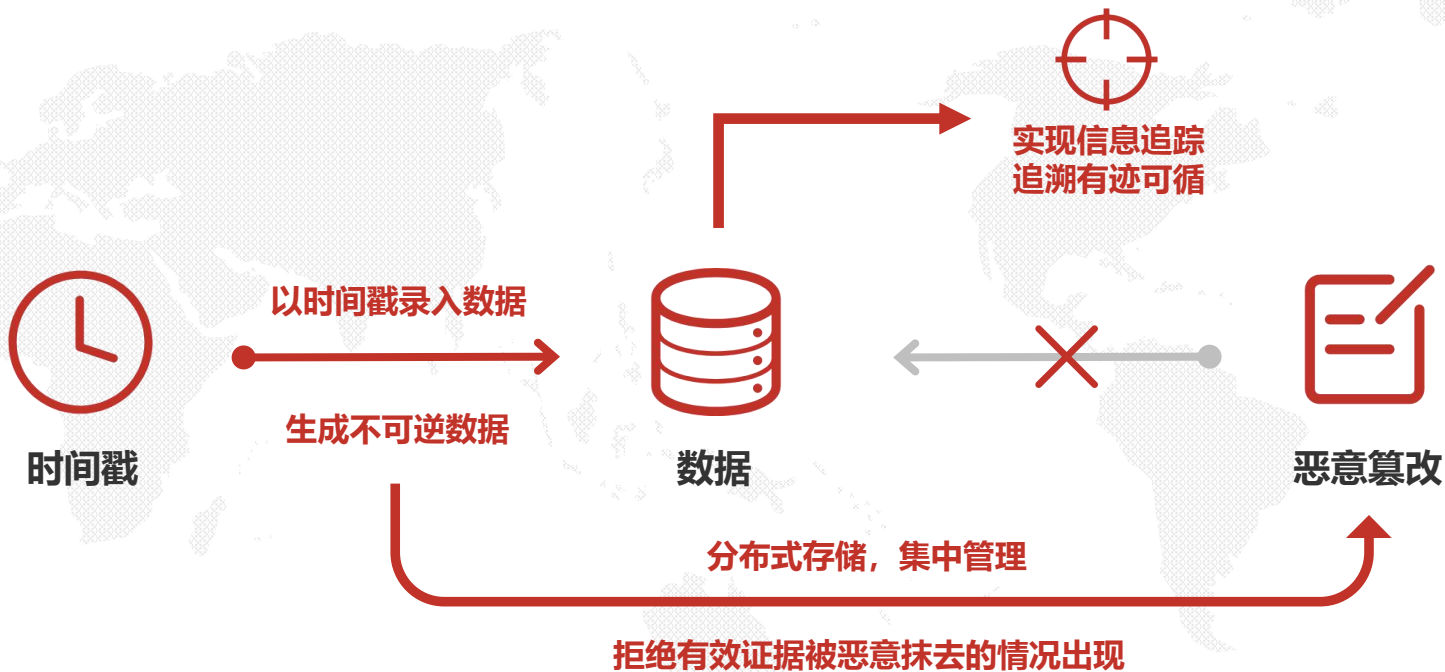 实现信息追踪
追溯有迹可循
以时间戳录入数据
生成不可逆数据
时间戳
数据
恶意篡改
分布式存储，集中管理
拒绝有效证据被恶意抹去的情况出现